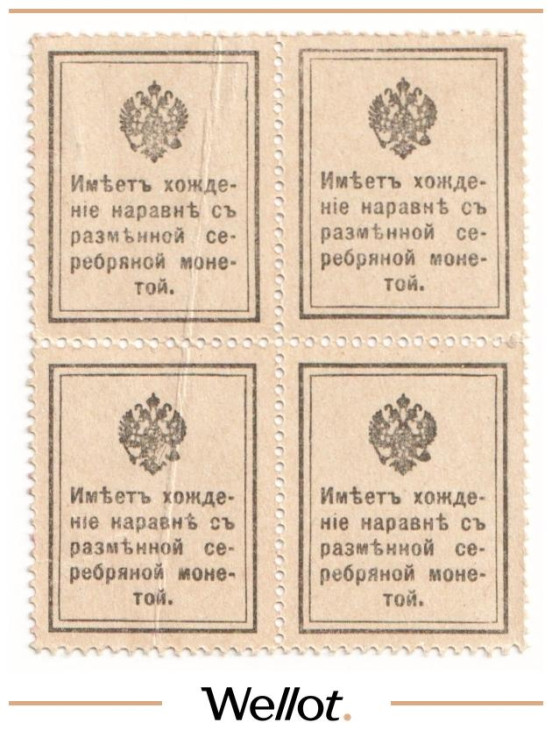 Имѣетъ хожде-
ніе наравнѣ съ
размѣнной се-
ребряной моне-
той.
Имѣетъ хожде-
ніе наравнѣ съ
размѣнной се-
ребряной моне-
той.
Имѣетъ хожде-
ніе наравнѣ съ
размѣнной се-
ребряной моне-
той.
Имѣетъ хожде-
ніе наравнѣ съ
размѣнной се-
ребряной моне-
той.
Wellot.